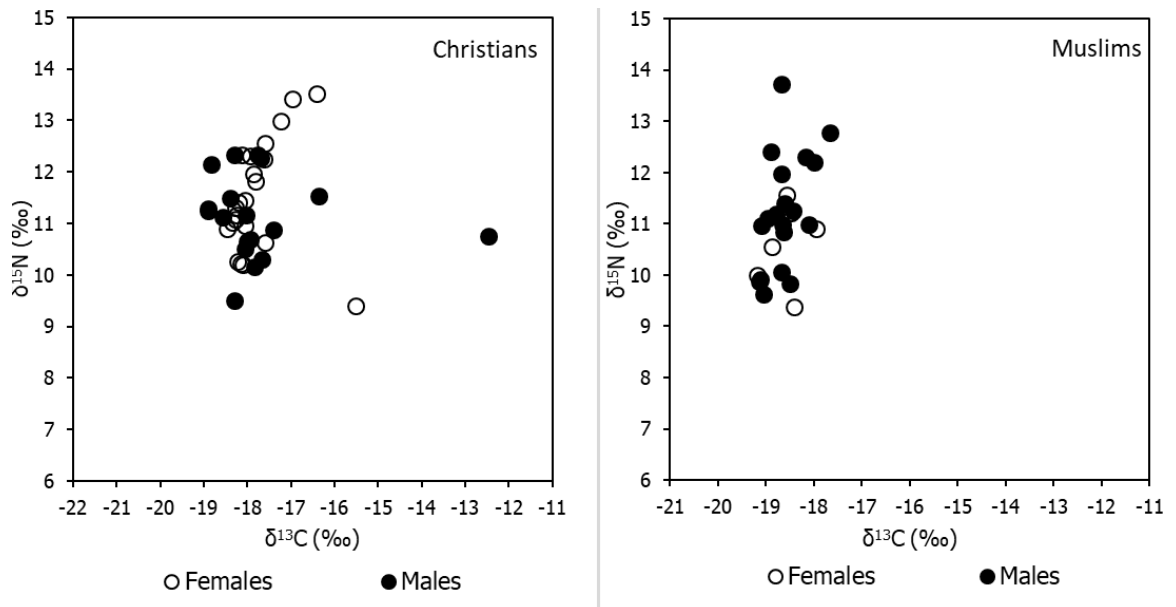 Christians
15
14
13
12
11
10
9
8
7
6
δ¹⁵N (‰)
-22 -21 -20 -19 -18 -17 -16 -15 -14 -13 -12 -11
δ¹³C (‰)
Females Males
Muslims
15
14
13
12
11
10
9
8
7
6
δ¹⁵N (‰)
-21 -20 -19 -18 -17 -16 -15 -14 -13 -12 -11
δ¹³C (‰)
Females Males